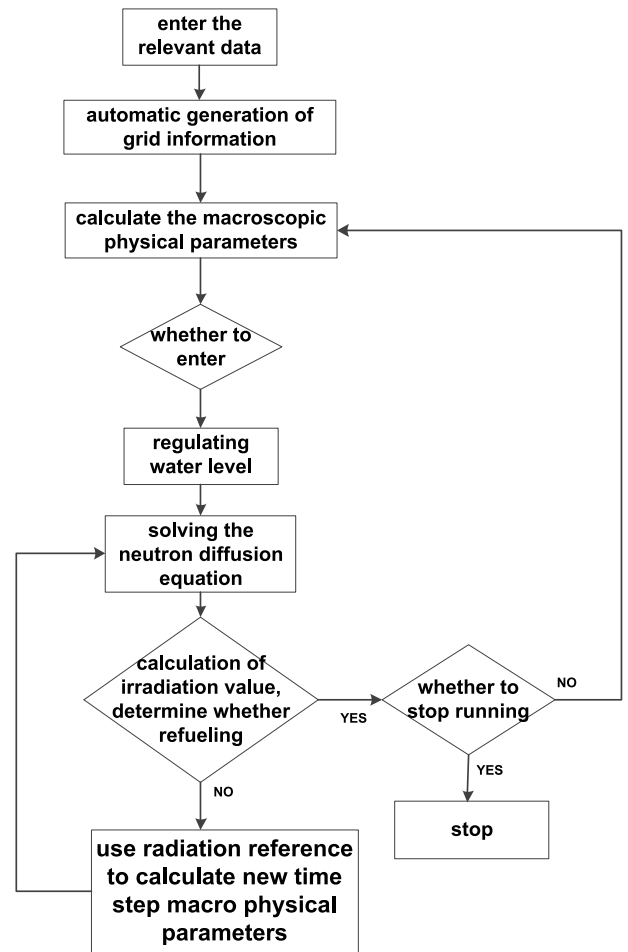 enter the
relevant data
automatic generation of
grid information
calculate the macroscopic
physical parameters
whether to
enter
regulating
water level
solving the
neutron diffusion
equation
calculation of
irradiation value,
determine whether
refueling
YES
whether to
stop running
NO
YES
stop
NO
use radiation reference
to calculate new time
step macro physical
parameters